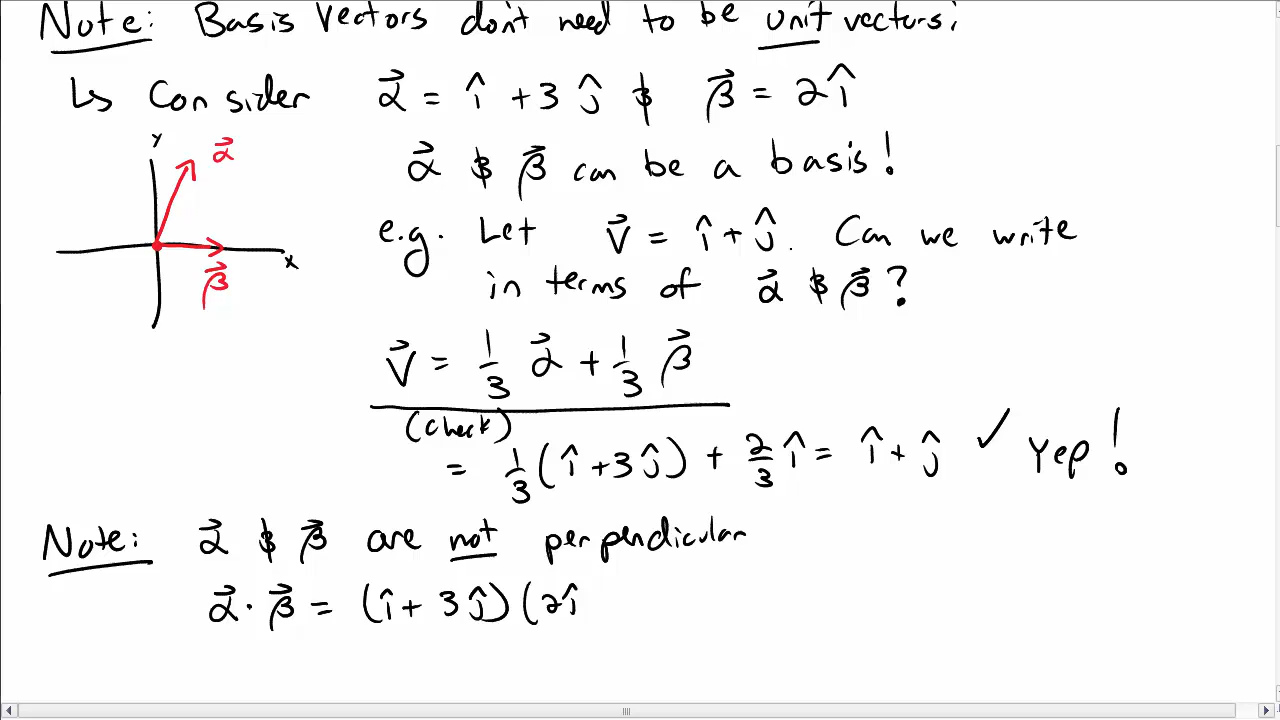 Note: Basis vectors don't need to be unit vectors!
↳ Consider α⃗ = î + 3ĵ & β⃗ = 2î
y
α⃗
x
β⃗
α⃗ & β⃗ can be a basis!
e.g. Let v⃗ = î + ĵ. Can we write
in terms of α⃗ & β⃗?
v⃗ = 1/3 α⃗ + 1/3 β⃗
(check)
= 1/3 (î + 3ĵ) + 2/3 î = î + ĵ ✓ Yep!
Note: α⃗ & β⃗ are not perpendicular
α⃗ · β⃗ = (î + 3ĵ)(2î